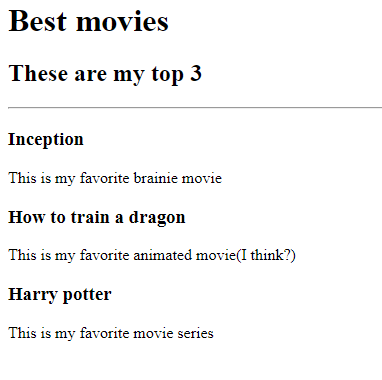 Best movies
These are my top 3
Inception
This is my favorite brainie movie
How to train a dragon
This is my favorite animated movie(I think?)
Harry potter
This is my favorite movie series